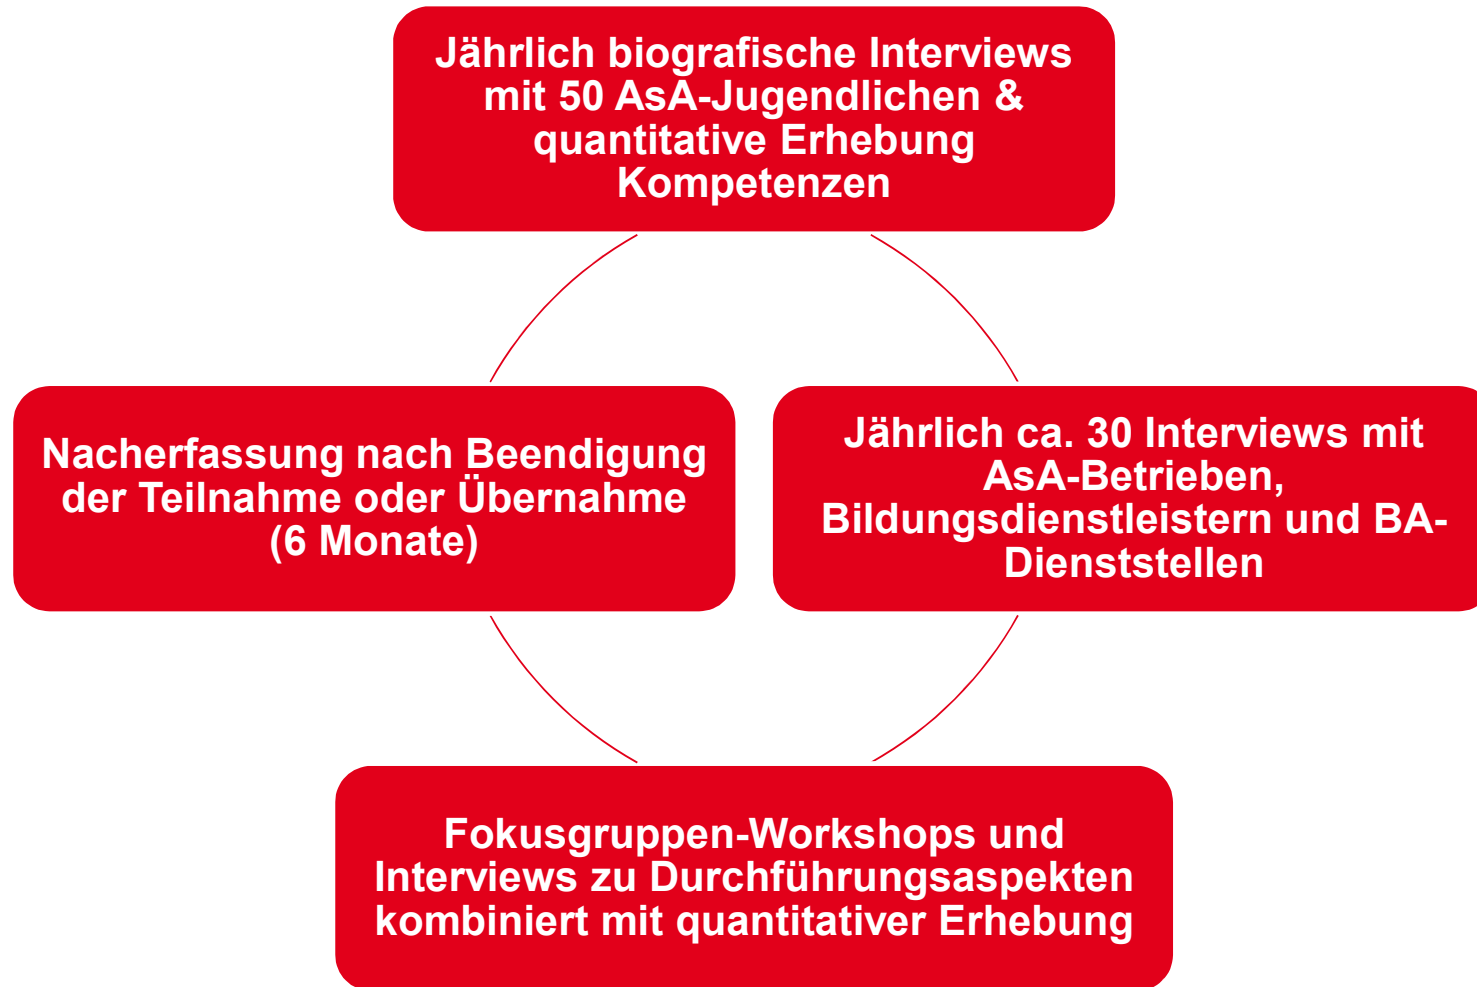 Jährlich biografische Interviews
mit 50 AsA-Jugendlichen &
quantitative Erhebung
Kompetenzen
Nacherfassung nach Beendigung
der Teilnahme oder Übernahme
(6 Monate)
Jährlich ca. 30 Interviews mit
AsA-Betrieben,
Bildungsdienstleistern und BA-
Dienststellen
Fokusgruppen-Workshops und
Interviews zu Durchführungsaspekten
kombiniert mit quantitativer Erhebung